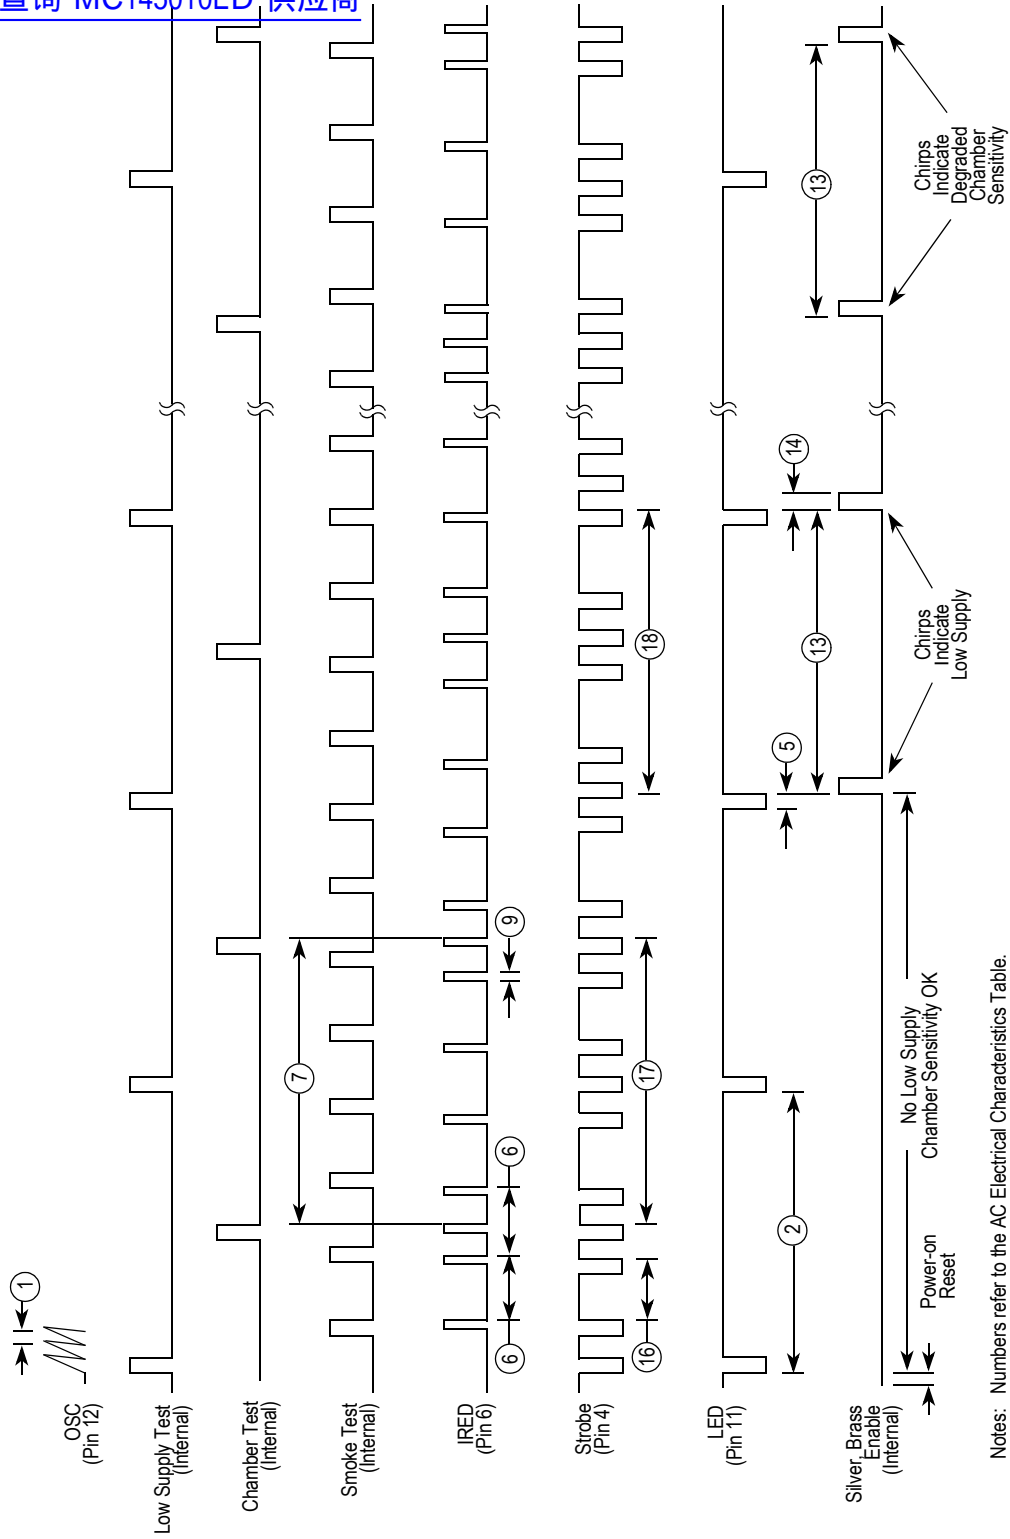 查询"MC145010ED"供应商
OSC
(Pin 12)
1
Low Supply Test
(Internal)
Chamber Test
(Internal)
7
Smoke Test
(Internal)
IRED
(Pin 6)
6
6
9
Strobe
(Pin 4)
16
17
18
LED
(Pin 11)
2
5
13
14
13
Silver, Brass
Enable
(Internal)
Power-on
Reset
No Low Supply
Chamber Sensitivity OK
Chirps
Indicate
Low Supply
Chirps
Indicate
Degraded
Chamber
Sensitivity
Notes: Numbers refer to the AC Electrical Characteristics Table.